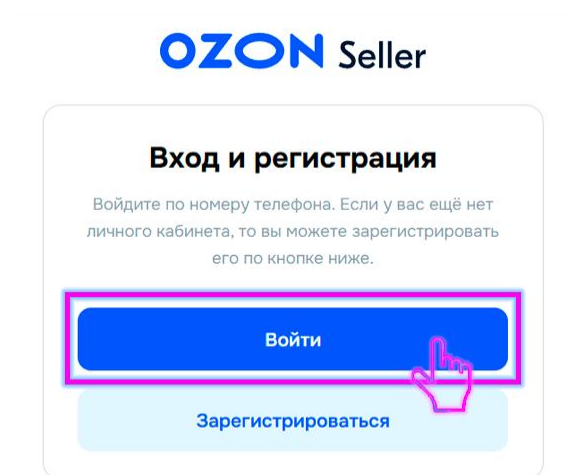 OZON Seller
Вход и регистрация
Войдите по номеру телефона. Если у вас ещё нет
личного кабинета, то вы можете зарегистрировать
его по кнопке ниже.
Войти
Зарегистрироваться